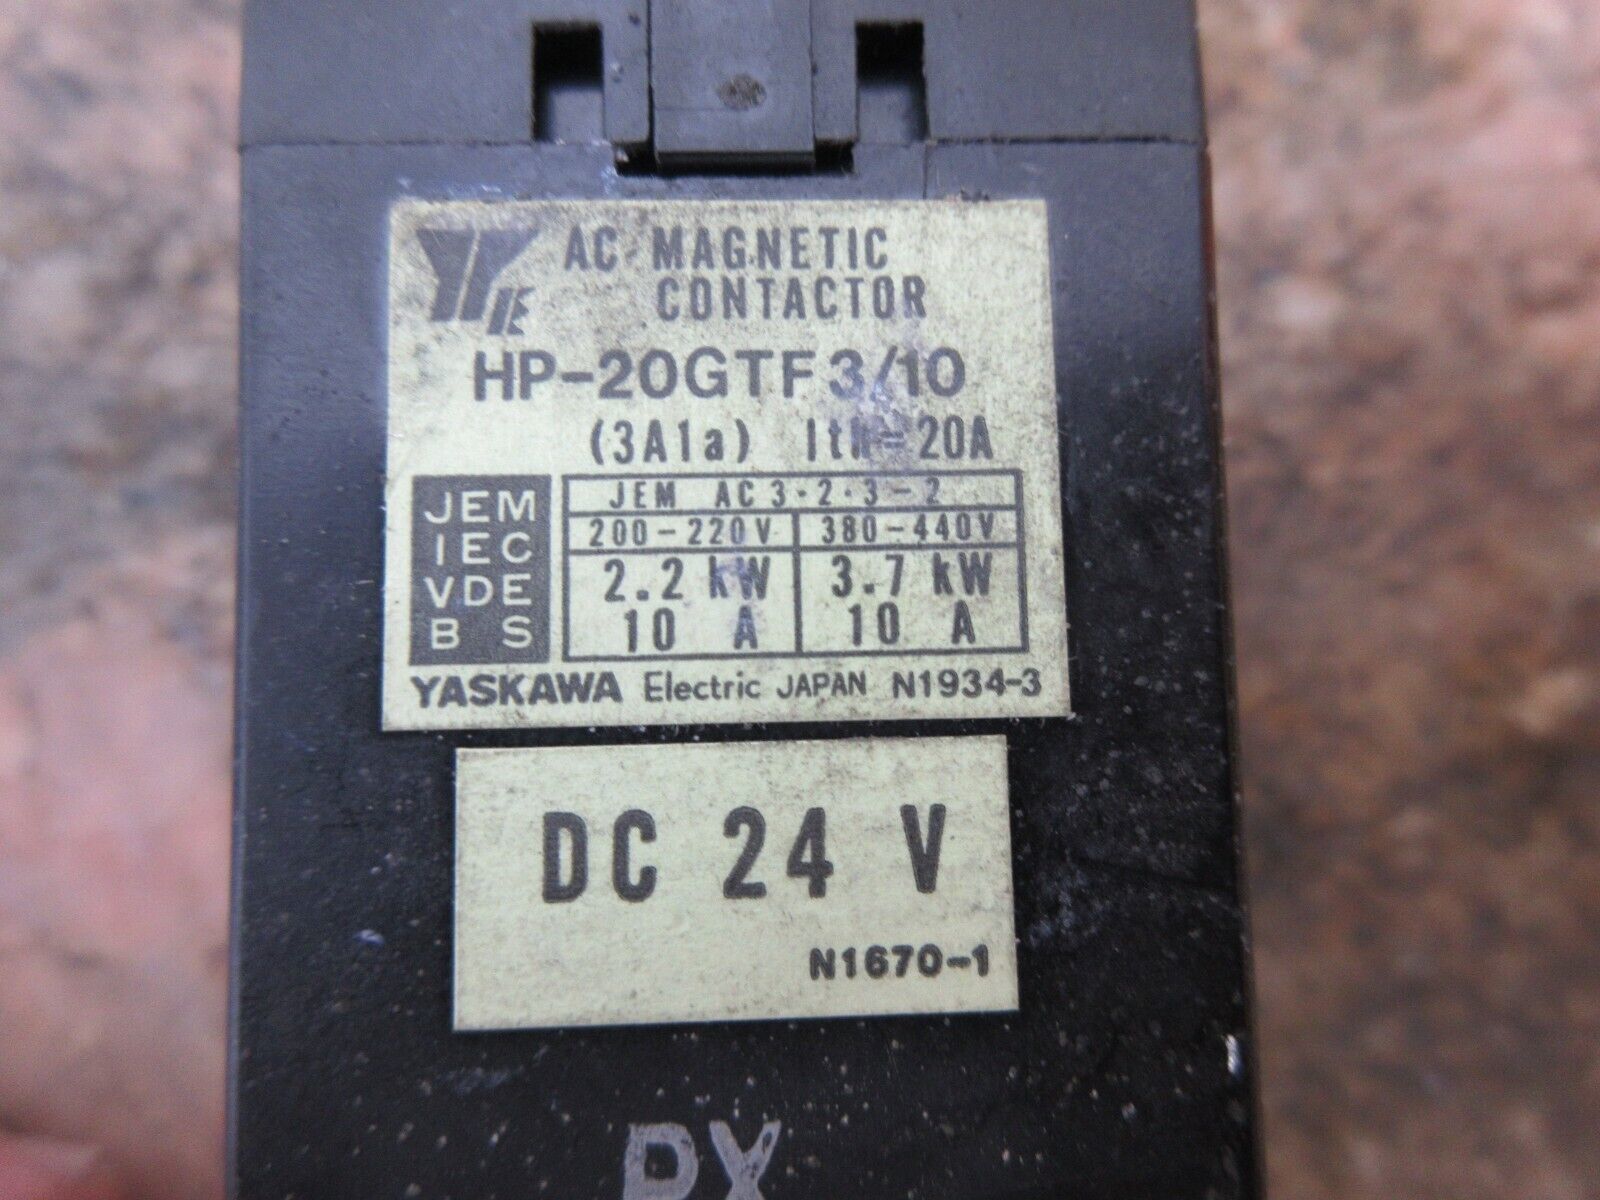 YE AC MAGNETIC
CONTACTOR
HP-20GTF 3/10
(3A1a) Ith=20A
JEM
IEC
VDE
BS
JEM AC3·2·3-2
200-220V 380-440V
2.2 kW 3.7 kW
10 A 10 A
YASKAWA Electric JAPAN N1934-3
DC 24 V
N1670-1